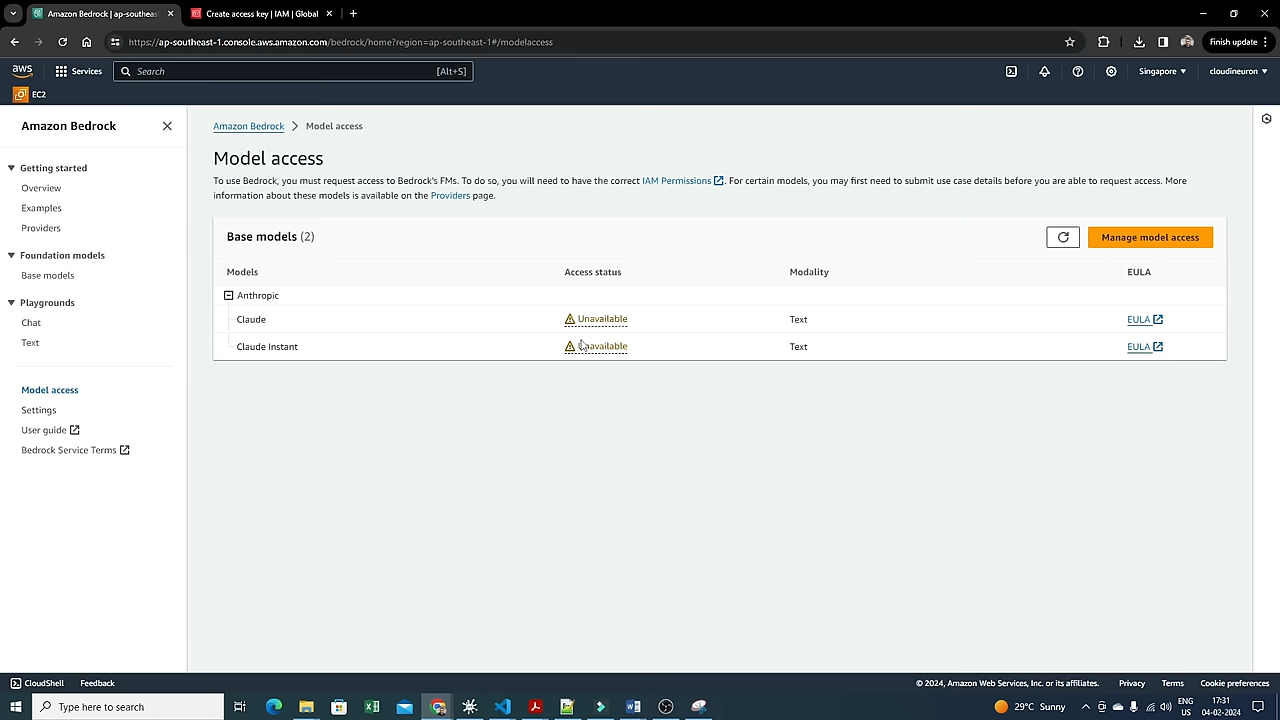 Amazon Bedrock | ap-southeas
Create access key | IAM | Global
https://ap-southeast-1.console.aws.amazon.com/bedrock/home?region=ap-southeast-1#/modelaccess
Finish update
aws
Services
Search
[Alt+S]
Singapore
cloudineuron
EC2
Amazon Bedrock
Getting started
Overview
Examples
Providers
Foundation models
Base models
Playgrounds
Chat
Text
Model access
Settings
User guide
Bedrock Service Terms
Amazon Bedrock > Model access
Model access
To use Bedrock, you must request access to Bedrock's FMs. To do so, you will need to have the correct IAM Permissions. For certain models, you may first need to submit use case details before you are able to request access. More
information about these models is available on the Providers page.
Base models (2)
Manage model access
Models Access status Modality EULA
Anthropic
Claude Unavailable Text EULA
Claude Instant Unavailable Text EULA
CloudShell Feedback
© 2024, Amazon Web Services, Inc. or its affiliates. Privacy Terms Cookie preferences
Type here to search
29°C Sunny
ENG
US
17:31
04-02-2024